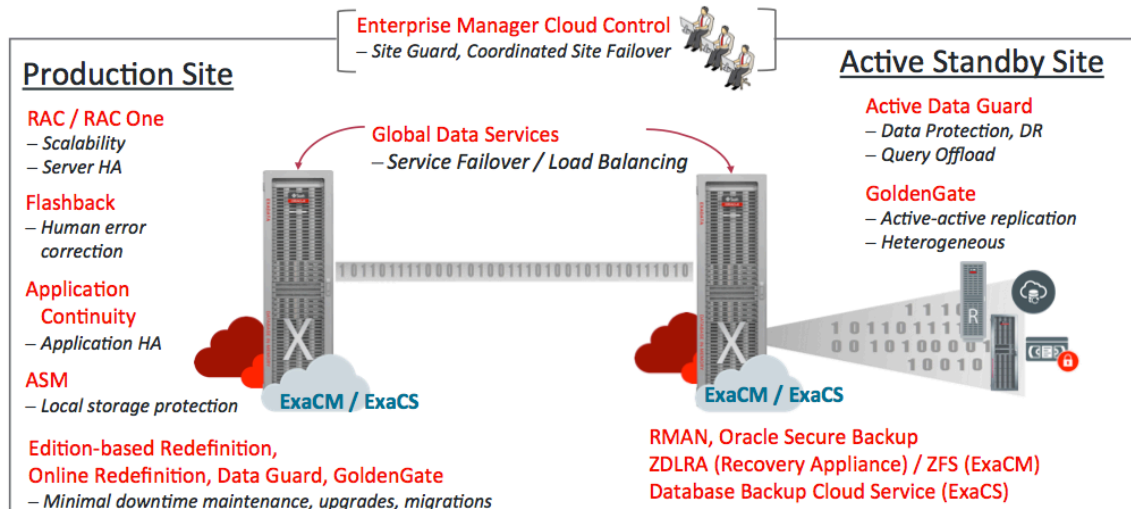 Enterprise Manager Cloud Control
– Site Guard, Coordinated Site Failover
Production Site
Active Standby Site
RAC / RAC One
– Scalability
– Server HA
Flashback
– Human error
correction
Application
Continuity
– Application HA
ASM
– Local storage protection
Global Data Services
– Service Failover / Load Balancing
Active Data Guard
– Data Protection, DR
– Query Offload
GoldenGate
– Active-active replication
– Heterogeneous
X
X
R
ExaCM / ExaCS
ExaCM / ExaCS
Edition-based Redefinition,
Online Redefinition, Data Guard, GoldenGate
– Minimal downtime maintenance, upgrades, migrations
RMAN, Oracle Secure Backup
ZDLRA (Recovery Appliance) / ZFS (ExaCM)
Database Backup Cloud Service (ExaCS)